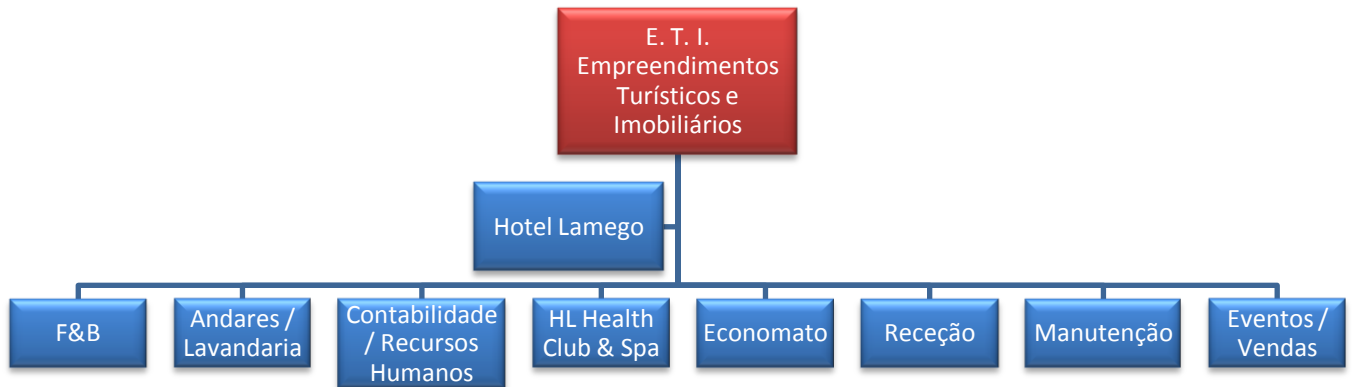 E. T. I.
Empreendimentos
Turísticos e
Imobiliários
Hotel Lamego
F&B
Andares /
Lavandaria
Contabilidade
/ Recursos
Humanos
HL Health
Club & Spa
Economato
Receção
Manutenção
Eventos /
Vendas